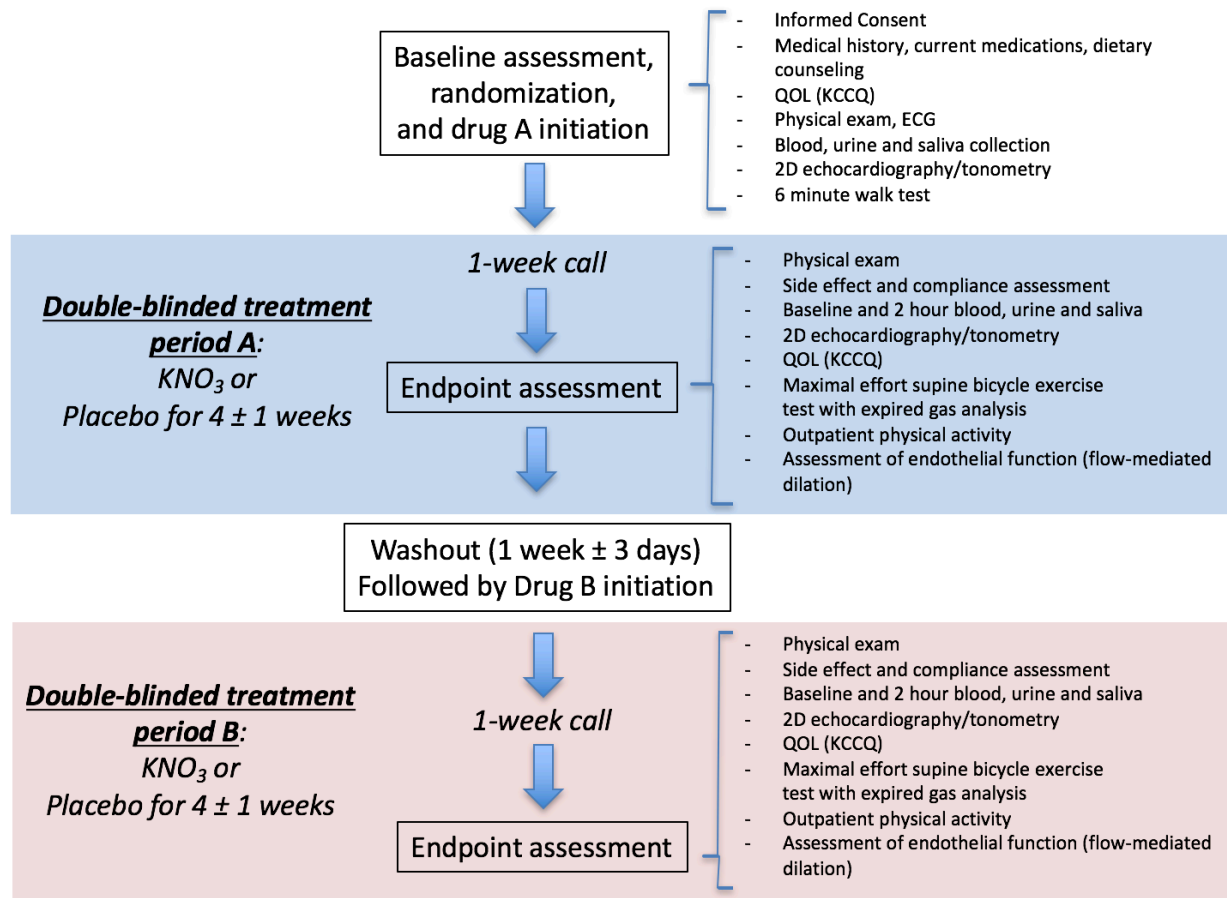 Baseline assessment,
randomization,
and drug A initiation
- Informed Consent
- Medical history, current medications, dietary
counseling
- QOL (KCCQ)
- Physical exam, ECG
- Blood, urine and saliva collection
- 2D echocardiography/tonometry
- 6 minute walk test
Double-blinded treatment
period A:
KNO₃ or
Placebo for 4 ± 1 weeks
1-week call
Endpoint assessment
- Physical exam
- Side effect and compliance assessment
- Baseline and 2 hour blood, urine and saliva
- 2D echocardiography/tonometry
- QOL (KCCQ)
- Maximal effort supine bicycle exercise
test with expired gas analysis
- Outpatient physical activity
- Assessment of endothelial function (flow-mediated
dilation)
Washout (1 week ± 3 days)
Followed by Drug B initiation
Double-blinded treatment
period B:
KNO₃ or
Placebo for 4 ± 1 weeks
1-week call
Endpoint assessment
- Physical exam
- Side effect and compliance assessment
- Baseline and 2 hour blood, urine and saliva
- 2D echocardiography/tonometry
- QOL (KCCQ)
- Maximal effort supine bicycle exercise
test with expired gas analysis
- Outpatient physical activity
- Assessment of endothelial function (flow-mediated
dilation)